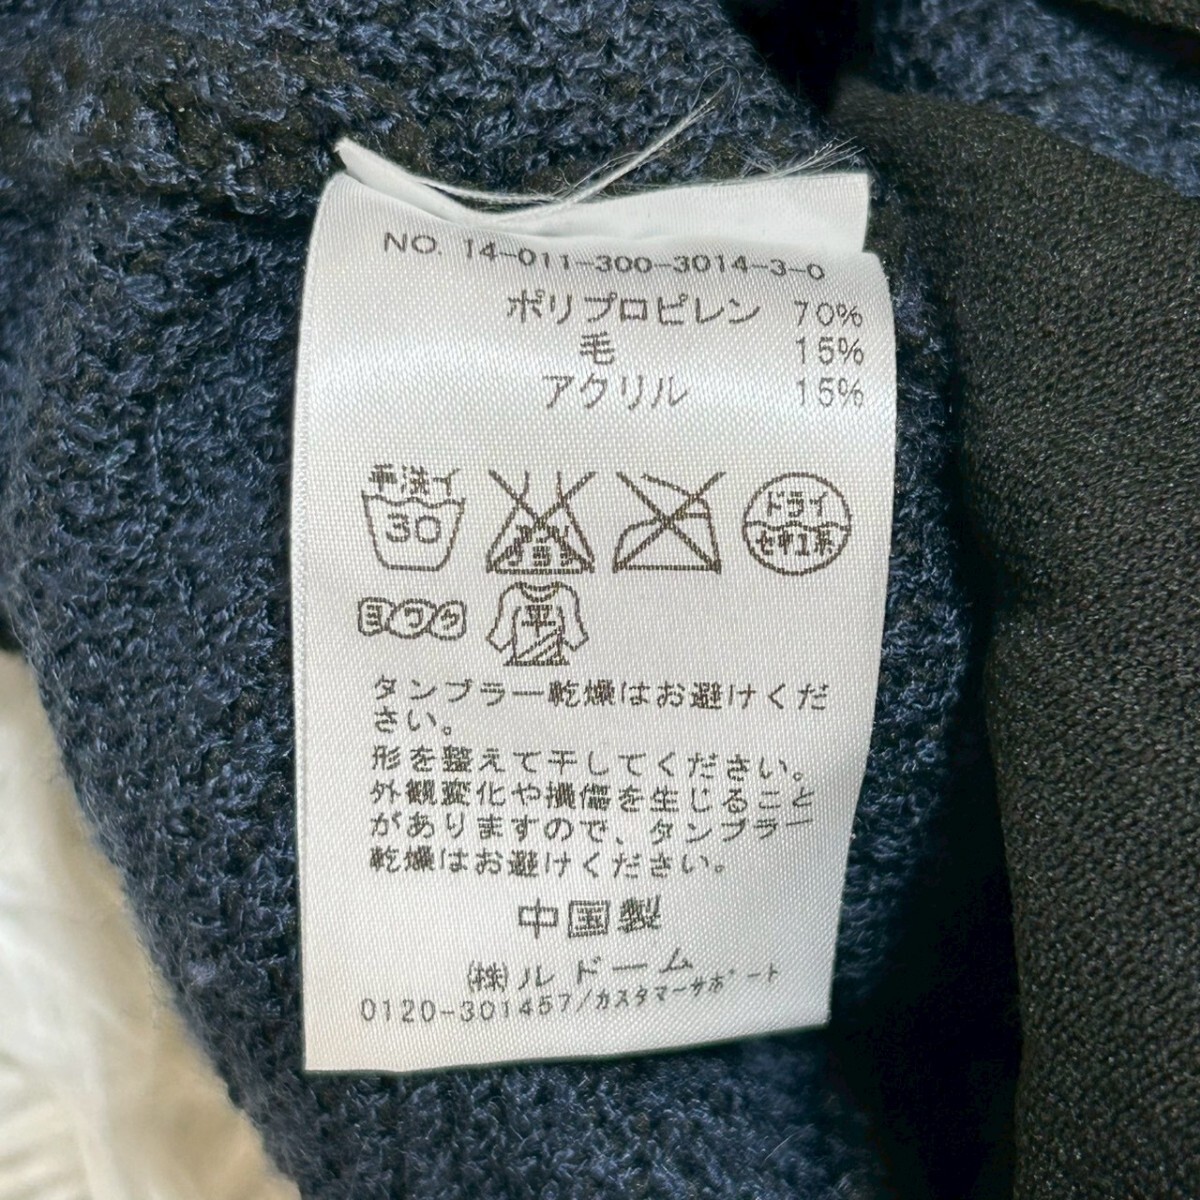 NO. 14-011-300-3014-3-0
ポリプロピレン 70%
毛 15%
アクリル 15%
手洗イ
30
エンソサラシ
ドライ
セキユ系
ヨワク
平
タンブラー乾燥はお避けくだ
さい。
形を整えて干してください。
外観変化や損傷を生じること
がありますので、タンブラー
乾燥はお避けください。
中国製
(株)ルドーム
0120-301457/カスタマーサポート